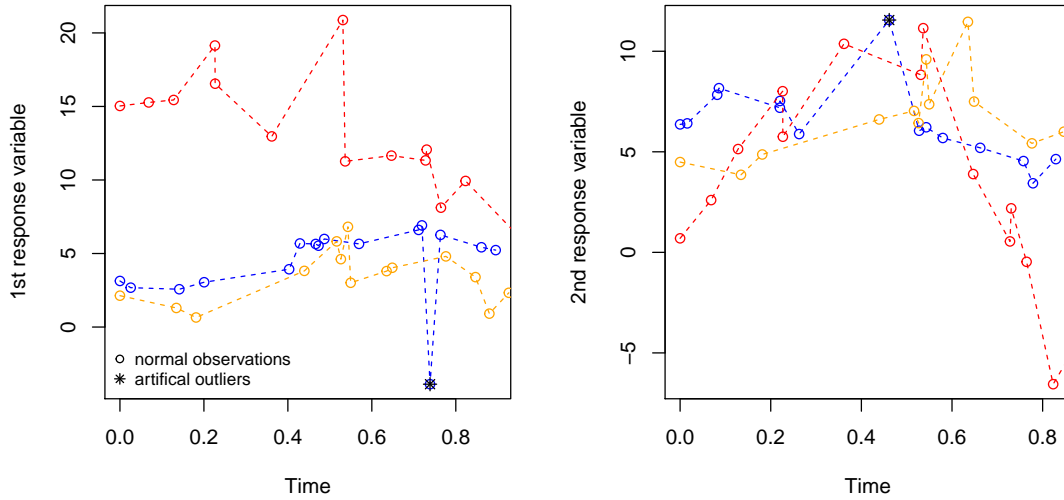 1st response variable
20
15
10
5
0
normal observations
artifical outliers
0.0 0.2 0.4 0.6 0.8
Time
2nd response variable
10
5
0
−5
0.0 0.2 0.4 0.6 0.8
Time